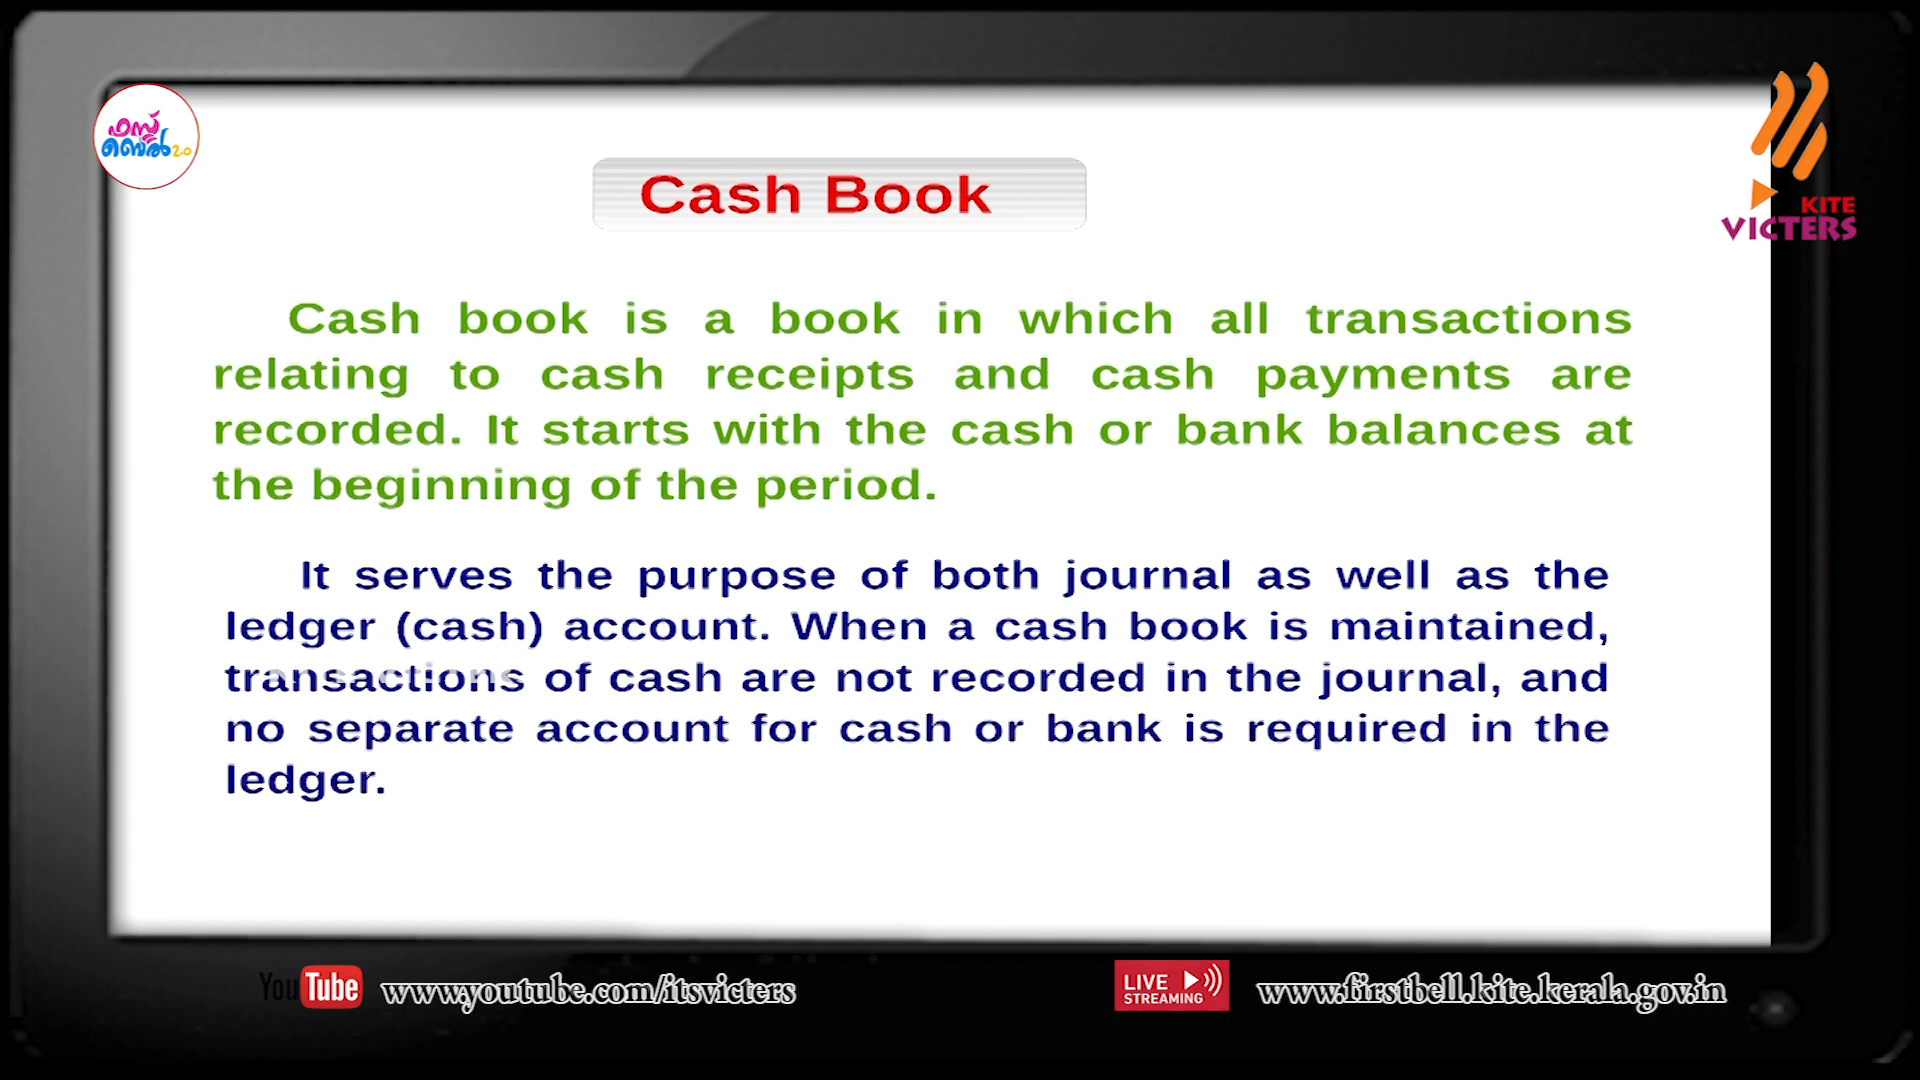 ഫസ്റ്റ്
ബെൽ 2.0
KITE
VICTERS
Cash Book
Cash book is a book in which all transactions
relating to cash receipts and cash payments are
recorded. It starts with the cash or bank balances at
the beginning of the period.
It serves the purpose of both journal as well as the
ledger (cash) account. When a cash book is maintained,
transactions of cash are not recorded in the journal, and
no separate account for cash or bank is required in the
ledger.
YouTube www.youtube.com/itsvicters
LIVE
STREAMING
www.firstbell.kite.kerala.gov.in